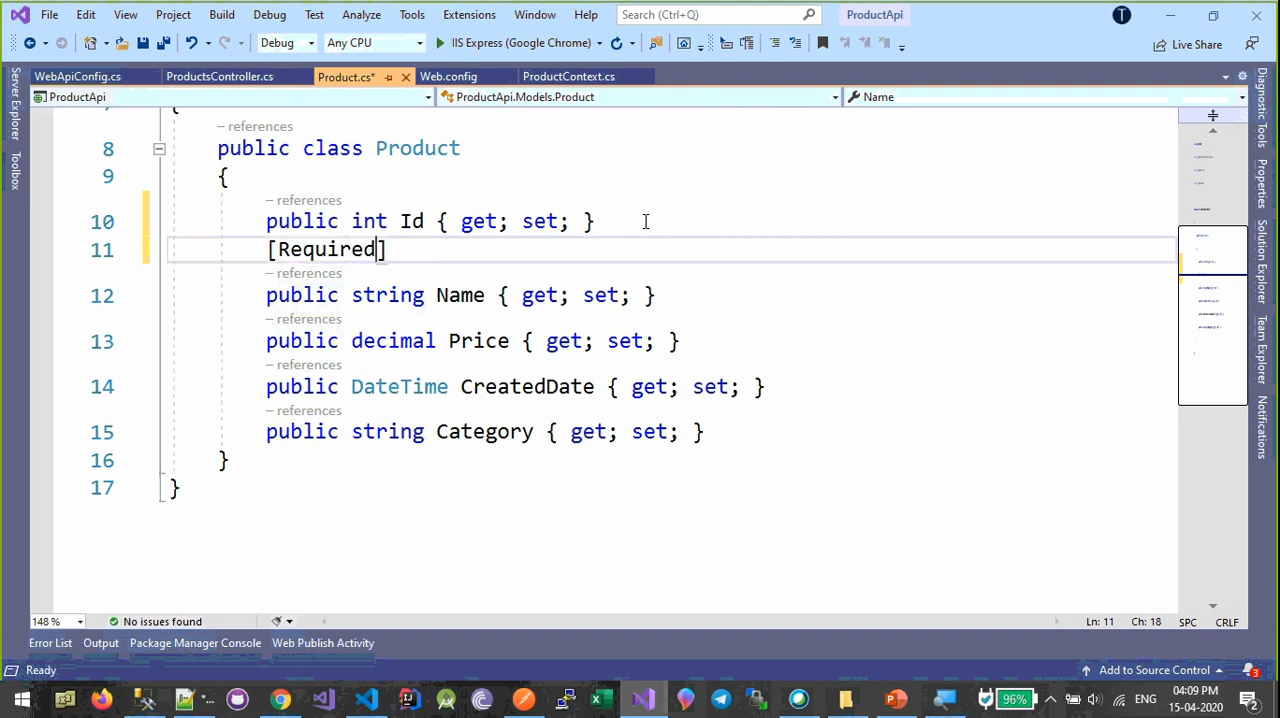 File Edit View Project Build Debug Test Analyze Tools Extensions Window Help Search (Ctrl+Q) ProductApi T
Debug Any CPU IIS Express (Google Chrome) Live Share
WebApiConfig.cs ProductsController.cs Product.cs* Web.config ProductContext.cs
ProductApi ProductApi.Models.Product Name
Server Explorer
Toolbox
{
– references
8 public class Product
9 {
– references
10 public int Id { get; set; }
11 [Required]
– references
12 public string Name { get; set; }
– references
13 public decimal Price { get; set; }
– references
14 public DateTime CreatedDate { get; set; }
– references
15 public string Category { get; set; }
16 }
17 }
Diagnostic Tools
Properties
Solution Explorer
Team Explorer
Notifications
148 % No issues found Ln: 11 Ch: 18 SPC CRLF
Error List Output Package Manager Console Web Publish Activity
Ready Add to Source Control 3
96% ENG 04:09 PM
15-04-2020 2